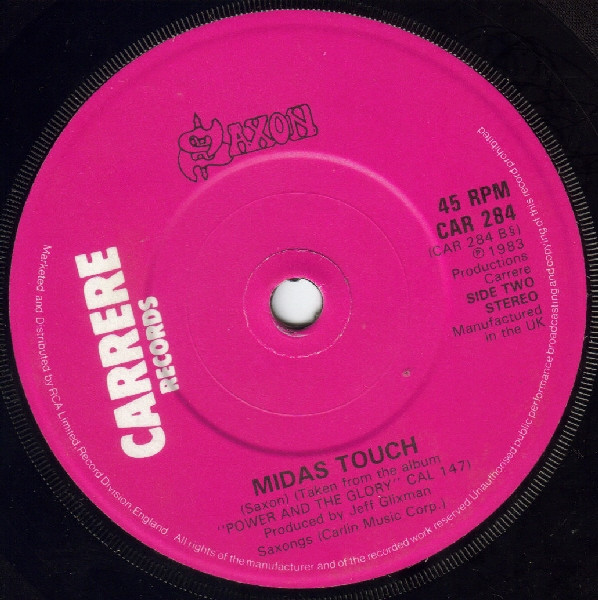 SAXON
45 RPM
CAR 284
(CAR 284 B§)
℗ 1983
Productions
Carrere
SIDE TWO
STEREO
Manufactured
in the UK
CARRERE
RECORDS
MIDAS TOUCH
(Saxon) (Taken from the album
"POWER AND THE GLORY" CAL 147)
Produced by Jeff Glixman
Saxongs (Carlin Music Corp.)
Marketed and Distributed by RCA Limited Record Division England. All rights of the manufacturer and of the recorded work reserved. Unauthorised public performance broadcasting and copying of this record prohibited